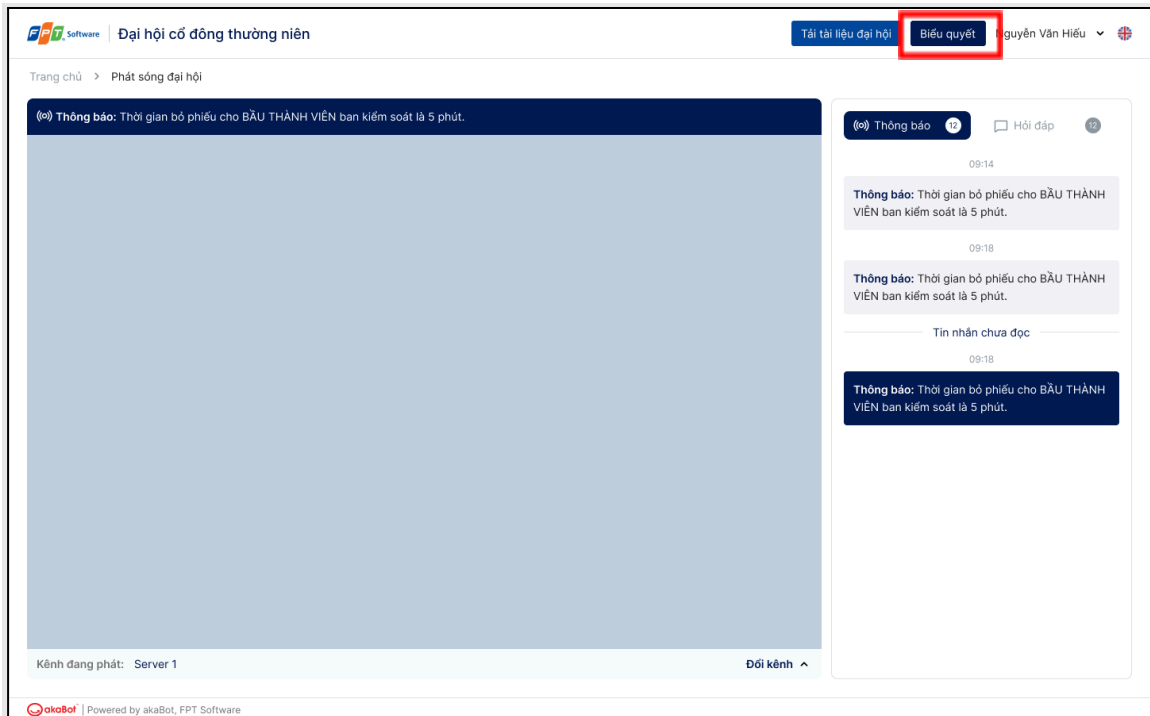 FPT Software Đại hội cổ đông thường niên
Tải tài liệu đại hội
Biểu quyết
guyễn Văn Hiếu
Trang chủ > Phát sóng đại hội
Thông báo: Thời gian bỏ phiếu cho BẦU THÀNH VIÊN ban kiểm soát là 5 phút.
Thông báo 12
Hỏi đáp 12
09:14
Thông báo: Thời gian bỏ phiếu cho BẦU THÀNH
VIÊN ban kiểm soát là 5 phút.
09:18
Thông báo: Thời gian bỏ phiếu cho BẦU THÀNH
VIÊN ban kiểm soát là 5 phút.
Tin nhắn chưa đọc
09:18
Thông báo: Thời gian bỏ phiếu cho BẦU THÀNH
VIÊN ban kiểm soát là 5 phút.
Kênh đang phát: Server 1
Đổi kênh
akaBot | Powered by akaBot, FPT Software